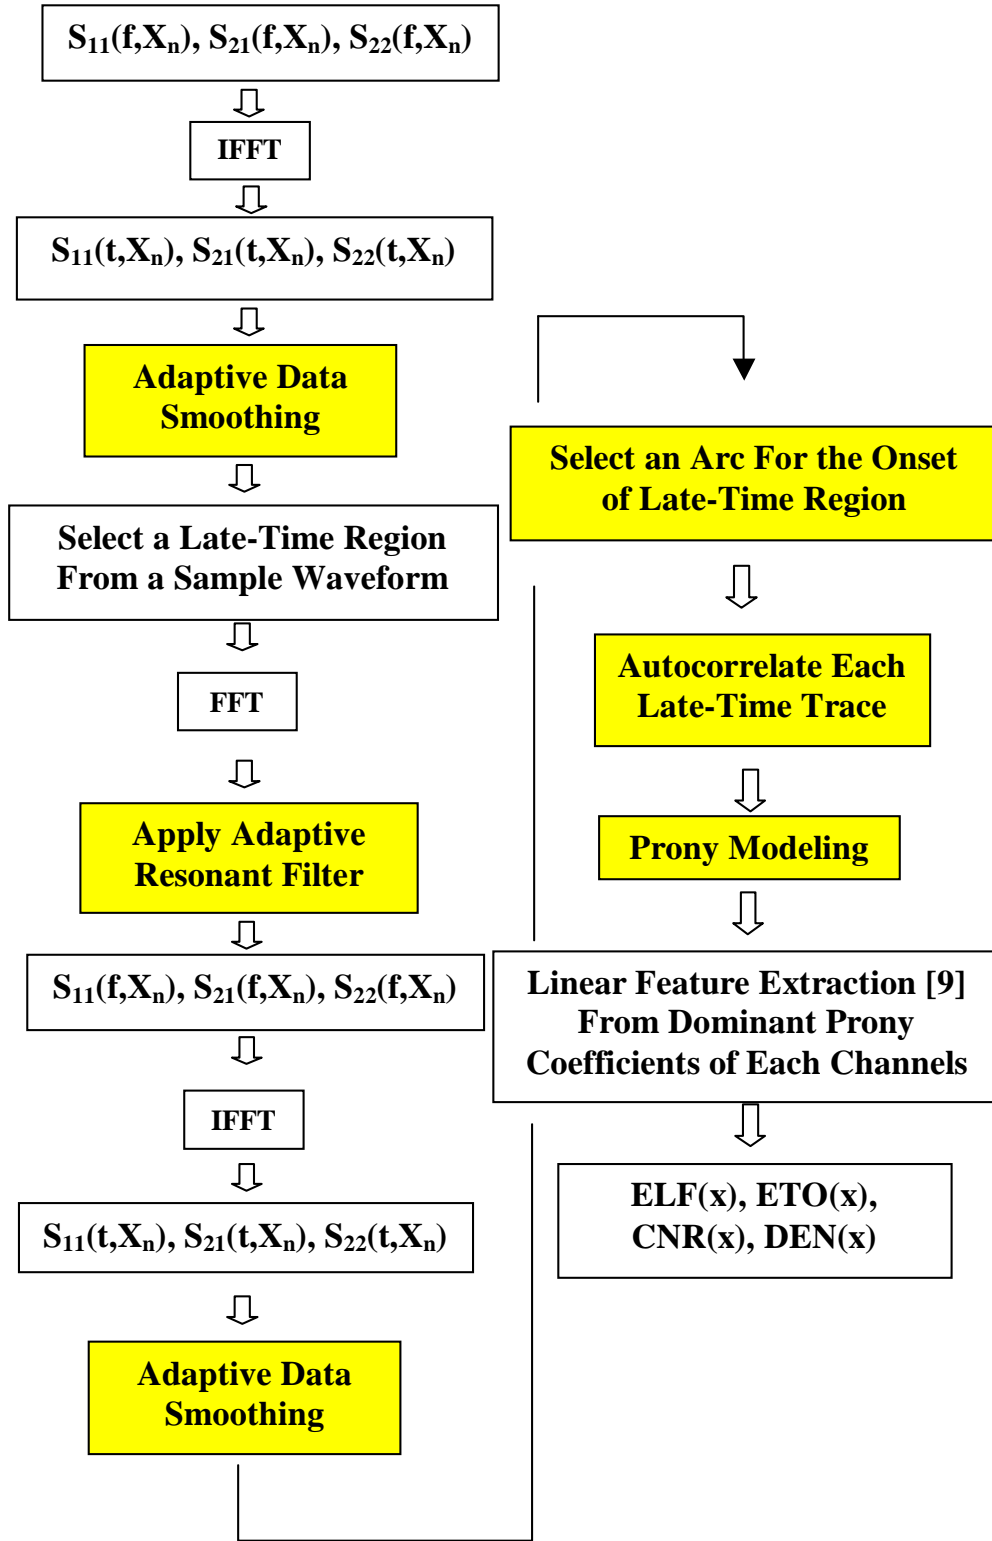 S₁₁(f,Xₙ), S₂₁(f,Xₙ), S₂₂(f,Xₙ)
IFFT
S₁₁(t,Xₙ), S₂₁(t,Xₙ), S₂₂(t,Xₙ)
Adaptive Data
Smoothing
Select a Late-Time Region
From a Sample Waveform
FFT
Apply Adaptive
Resonant Filter
S₁₁(f,Xₙ), S₂₁(f,Xₙ), S₂₂(f,Xₙ)
IFFT
S₁₁(t,Xₙ), S₂₁(t,Xₙ), S₂₂(t,Xₙ)
Adaptive Data
Smoothing
Select an Arc For the Onset
of Late-Time Region
Autocorrelate Each
Late-Time Trace
Prony Modeling
Linear Feature Extraction [9]
From Dominant Prony
Coefficients of Each Channels
ELF(x), ETO(x),
CNR(x), DEN(x)